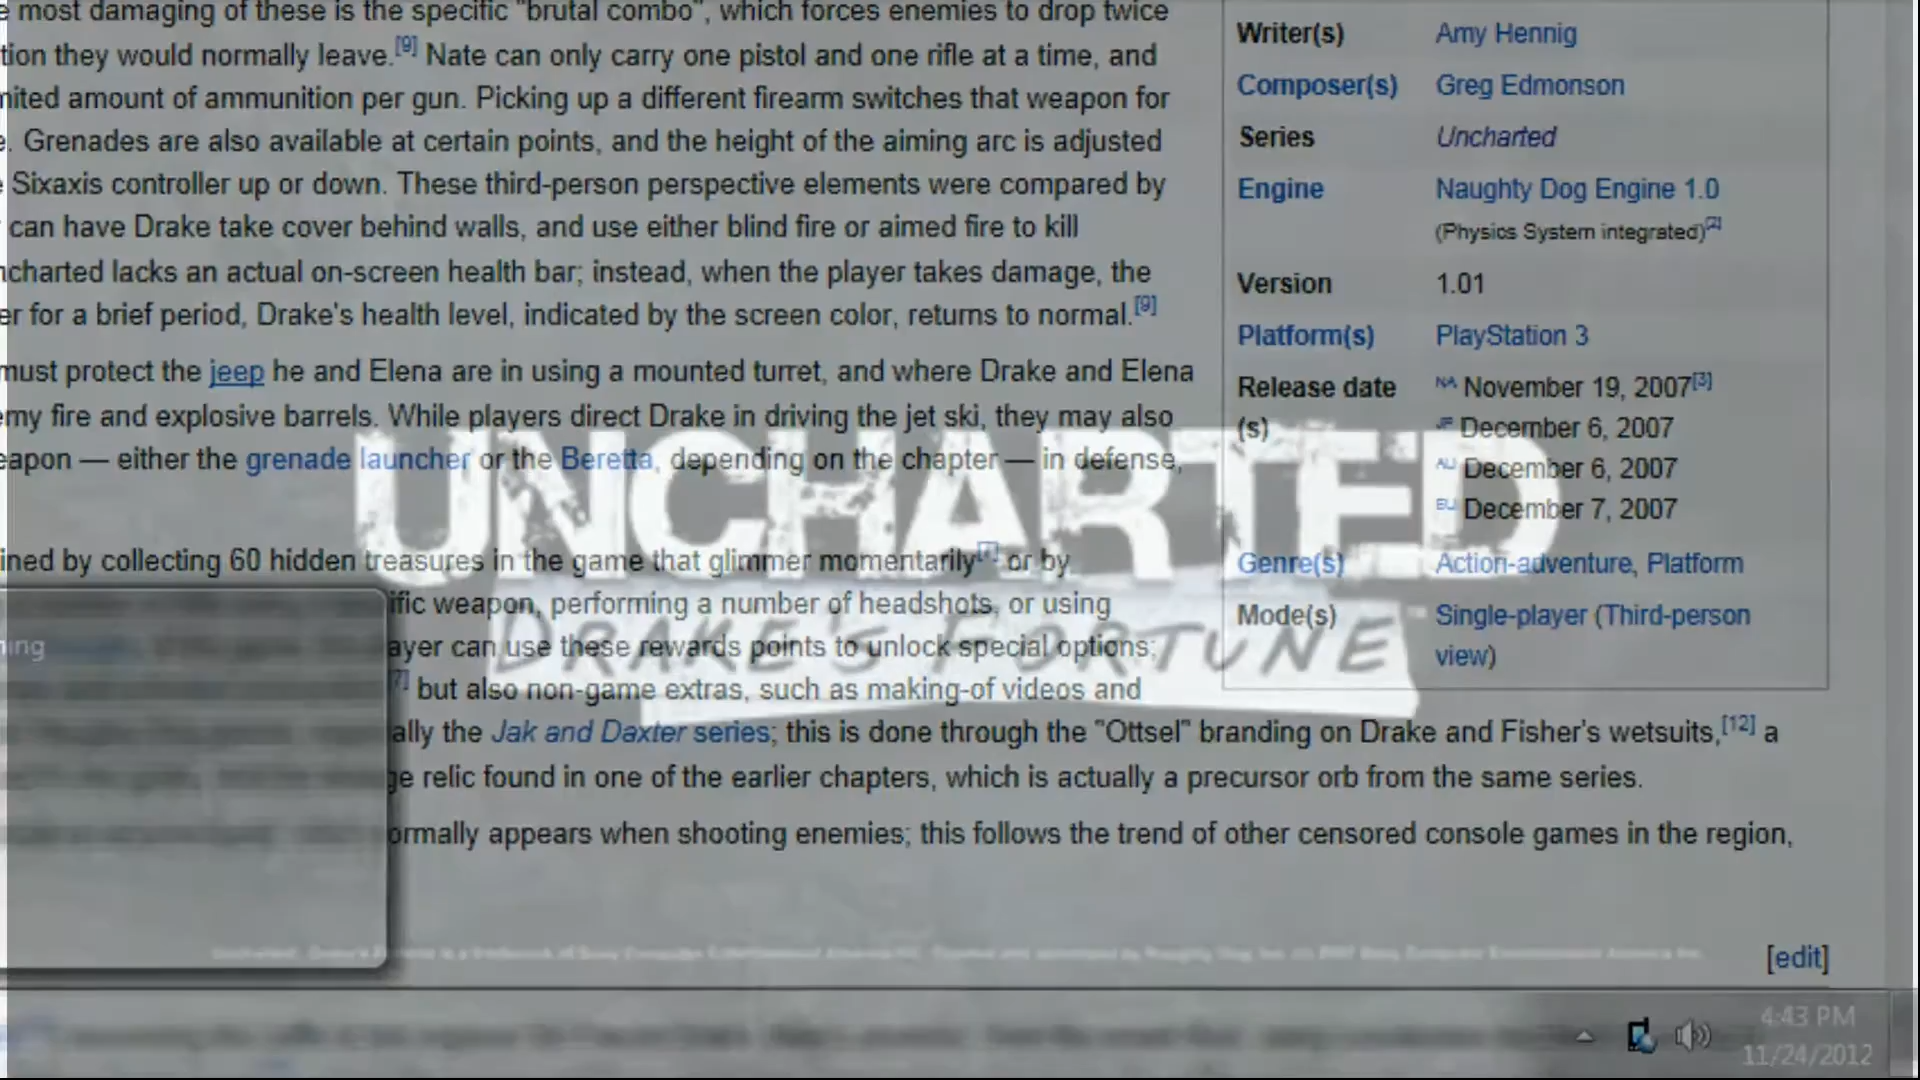 most damaging of these is the specific "brutal combo", which forces enemies to drop twice
tion they would normally leave.[9] Nate can only carry one pistol and one rifle at a time, and
mited amount of ammunition per gun. Picking up a different firearm switches that weapon for
e. Grenades are also available at certain points, and the height of the aiming arc is adjusted
Sixaxis controller up or down. These third-person perspective elements were compared by
can have Drake take cover behind walls, and use either blind fire or aimed fire to kill
ncharted lacks an actual on-screen health bar; instead, when the player takes damage, the
er for a brief period, Drake's health level, indicated by the screen color, returns to normal.[9]
must protect the jeep he and Elena are in using a mounted turret, and where Drake and Elena
emy fire and explosive barrels. While players direct Drake in driving the jet ski, they may also
eapon — either the grenade launcher or the Beretta, depending on the chapter — in defense,
ined by collecting 60 hidden treasures in the game that glimmer momentarily[7] or by
ific weapon, performing a number of headshots, or using
ayer can use these rewards points to unlock special options;
[7] but also non-game extras, such as making-of videos and
ally the Jak and Daxter series; this is done through the "Ottsel" branding on Drake and Fisher's wetsuits,[12] a
ge relic found in one of the earlier chapters, which is actually a precursor orb from the same series.
ormally appears when shooting enemies; this follows the trend of other censored console games in the region,
[edit]
Writer(s) Amy Hennig
Composer(s) Greg Edmonson
Series Uncharted
Engine Naughty Dog Engine 1.0
(Physics System integrated)[2]
Version 1.01
Platform(s) PlayStation 3
Release date NA November 19, 2007[3]
(s) JP December 6, 2007
AU December 6, 2007
EU December 7, 2007
Genre(s) Action-adventure, Platform
Mode(s) Single-player (Third-person
view)
UNCHARTED
DRAKE'S FORTUNE
ning
4:43 PM
11/24/2012